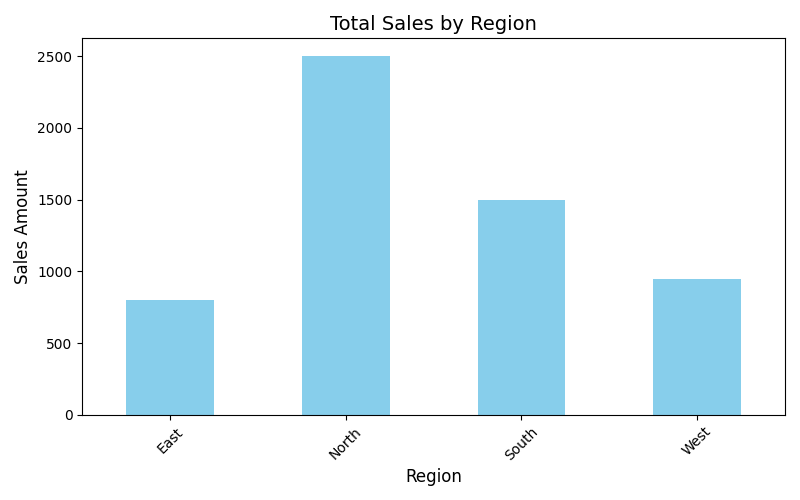 Total Sales by Region
Sales Amount
2500
2000
1500
1000
500
0
East
North
South
West
Region